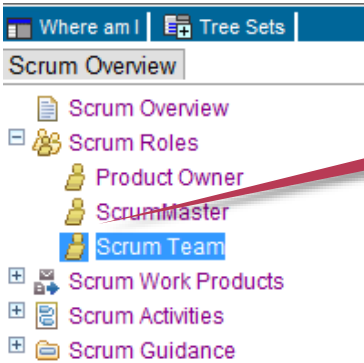 Where am I Tree Sets
Scrum Overview
Scrum Overview
Scrum Roles
Product Owner
ScrumMaster
Scrum Team
Scrum Work Products
Scrum Activities
Scrum Guidance